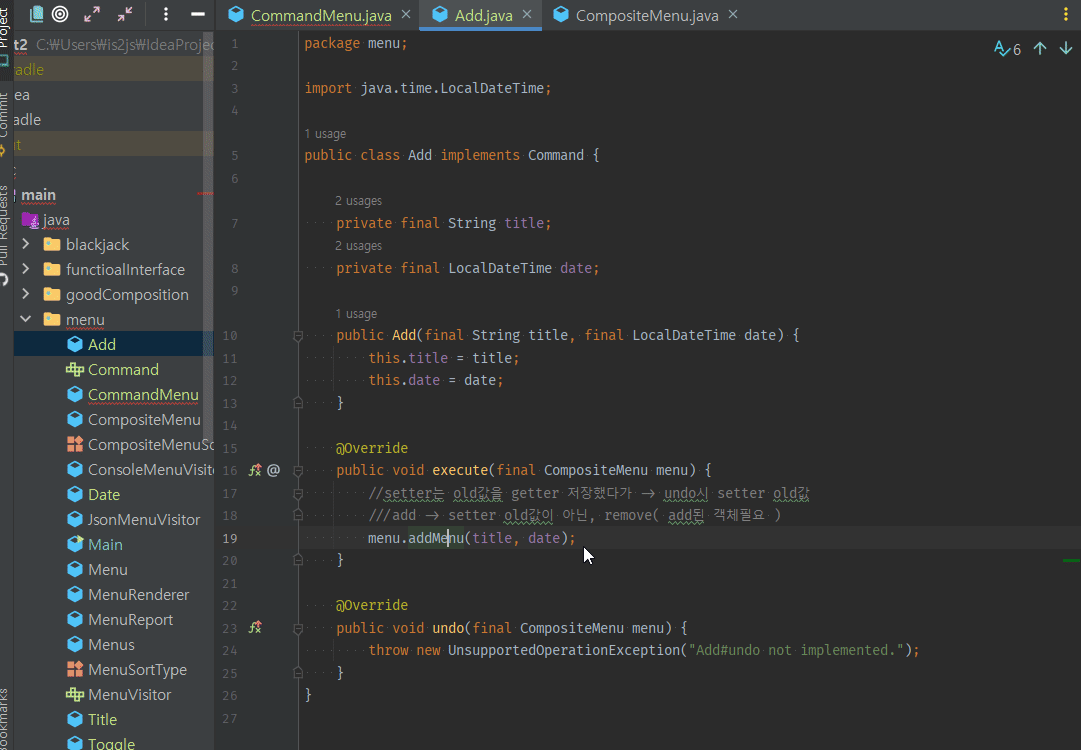 Project
Commit
Pull Requests
Bookmarks
t2 C:₩Users₩is2js₩IdeaProjec
adle
ea
adle
t
main
java
blackjack
functioalInterface
goodComposition
menu
Add
Command
CommandMenu
CompositeMenu
CompositeMenuSo
ConsoleMenuVisito
Date
JsonMenuVisitor
Main
Menu
MenuRenderer
MenuReport
Menus
MenuSortType
MenuVisitor
Title
Toggle
CommandMenu.java × Add.java × CompositeMenu.java ×
6
1 package menu;
2
3 import java.time.LocalDateTime;
4
1 usage
5 public class Add implements Command {
6
2 usages
7 private final String title;
2 usages
8 private final LocalDateTime date;
9
1 usage
10 public Add(final String title, final LocalDateTime date) {
11 this.title = title;
12 this.date = date;
13 }
14
15 @Override
16 public void execute(final CompositeMenu menu) {
17 //setter는 old값을 getter 저장했다가 -> undo시 setter old값
18 ///add -> setter old값이 아닌, remove( add된 객체필요 )
19 menu.addMenu(title, date);
20 }
21
22 @Override
23 public void undo(final CompositeMenu menu) {
24 throw new UnsupportedOperationException("Add#undo not implemented.");
25 }
26 }
27